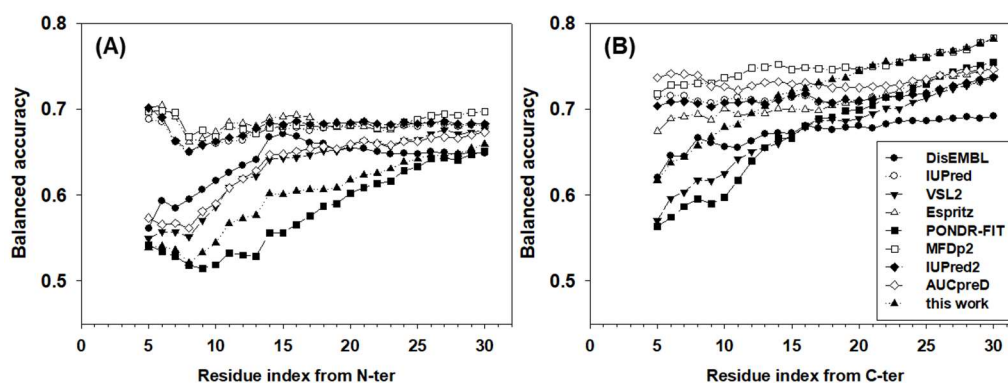 (A)
Balanced accuracy
0.8
0.7
0.6
0.5
0 5 10 15 20 25 30
Residue index from N-ter
(B)
Balanced accuracy
0.8
0.7
0.6
0.5
0 5 10 15 20 25 30
Residue index from C-ter
DisEMBL
IUPred
VSL2
Espritz
PONDR-FIT
MFDp2
IUPred2
AUCpreD
this work